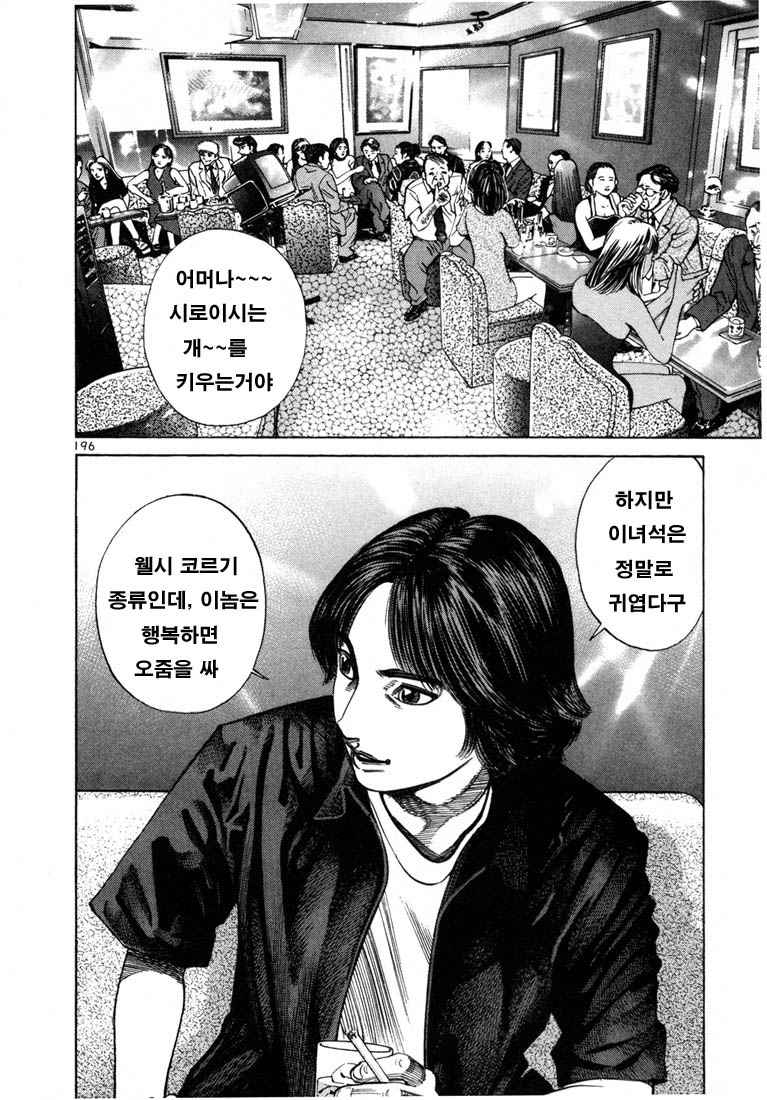 어머나~~~
시로이시는
개~~를
키우는거야
196
하지만
이녀석은
정말로
귀엽다구
웰시 코르기
종류인데, 이놈은
행복하면
오줌을 싸